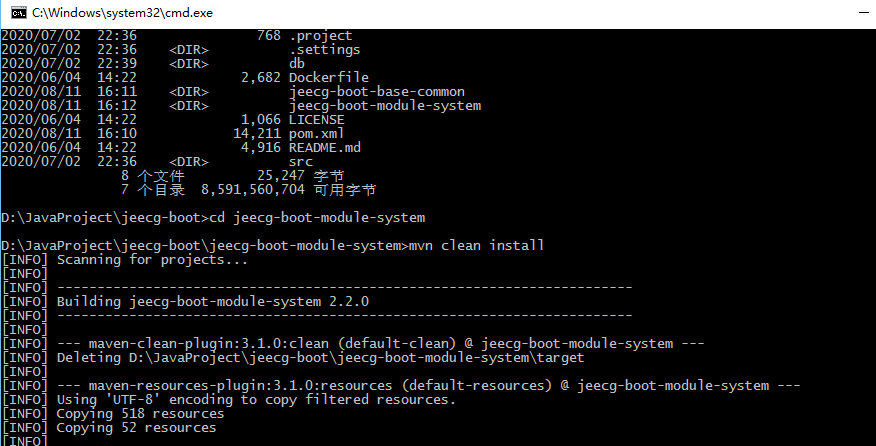 C:\Windows\system32\cmd.exe
2020/07/02  22:36               768 .project
2020/07/02  22:36    <DIR>          .settings
2020/07/02  22:39    <DIR>          db
2020/06/04  14:22             2,682 Dockerfile
2020/08/11  16:11    <DIR>          jeecg-boot-base-common
2020/08/11  16:12    <DIR>          jeecg-boot-module-system
2020/06/04  14:22             1,066 LICENSE
2020/08/11  16:10            14,211 pom.xml
2020/06/04  14:22             4,916 README.md
2020/07/02  22:36    <DIR>          src
8 个文件         25,247 字节
7 个目录  8,591,560,704 可用字节
D:\JavaProject\jeecg-boot>cd jeecg-boot-module-system
D:\JavaProject\jeecg-boot\jeecg-boot-module-system>mvn clean install
[INFO] Scanning for projects...
[INFO]
[INFO] ------------------------------------------------------------------------
[INFO] Building jeecg-boot-module-system 2.2.0
[INFO] ------------------------------------------------------------------------
[INFO]
[INFO] --- maven-clean-plugin:3.1.0:clean (default-clean) @ jeecg-boot-module-system ---
[INFO] Deleting D:\JavaProject\jeecg-boot\jeecg-boot-module-system\target
[INFO]
[INFO] --- maven-resources-plugin:3.1.0:resources (default-resources) @ jeecg-boot-module-system ---
[INFO] Using 'UTF-8' encoding to copy filtered resources.
[INFO] Copying 518 resources
[INFO] Copying 52 resources
[INFO]